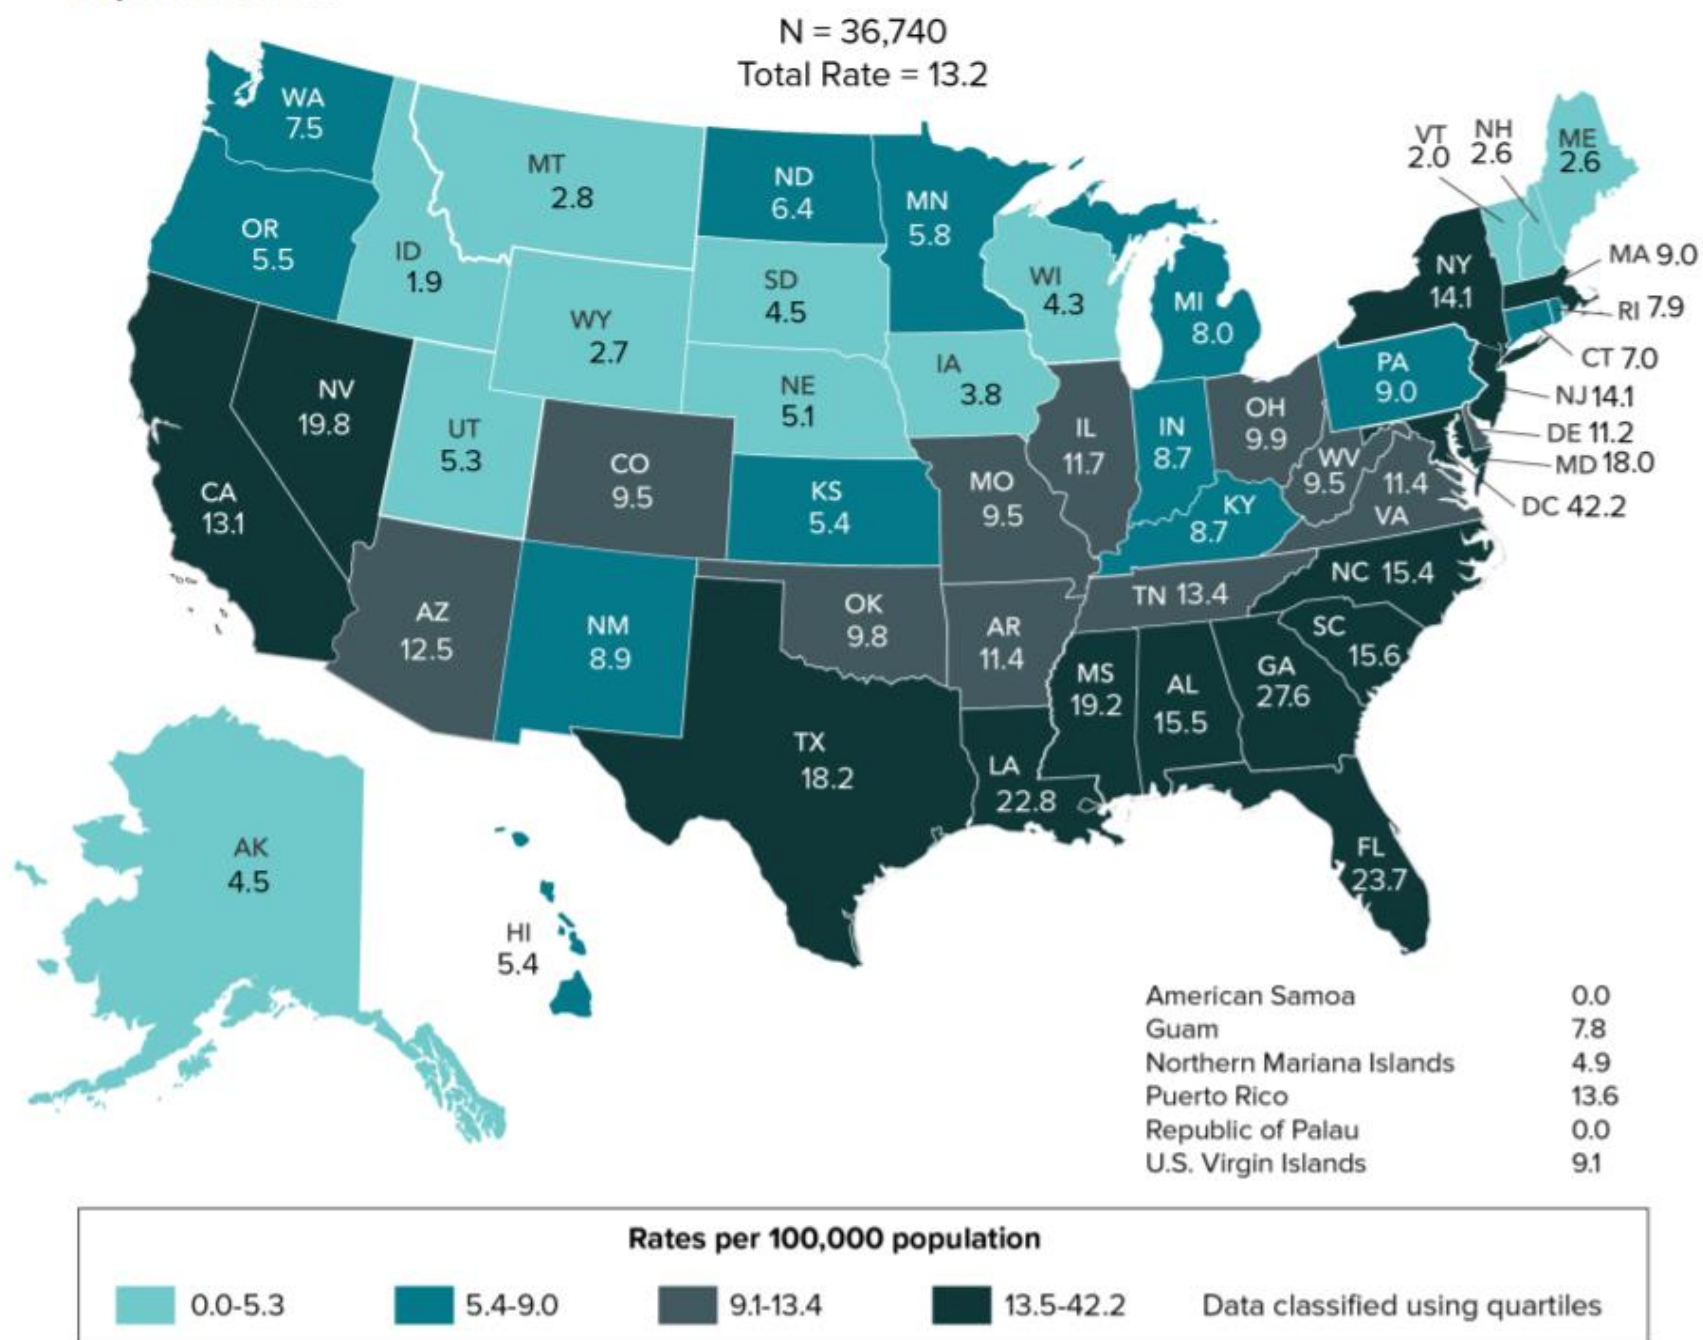 N = 36,740
Total Rate = 13.2
WA
7.5
MT
2.8
ND
6.4
MN
5.8
VT
2.0
NH
2.6
ME
2.6
OR
5.5
ID
1.9
WY
2.7
SD
4.5
WI
4.3
MI
8.0
NY
14.1
MA 9.0
RI 7.9
CT 7.0
NJ 14.1
DE 11.2
MD 18.0
DC 42.2
PA
9.0
NV
19.8
UT
5.3
CO
9.5
NE
5.1
IA
3.8
IL
11.7
IN
8.7
OH
9.9
WV
9.5
11.4
VA
CA
13.1
KS
5.4
MO
9.5
KY
8.7
AZ
12.5
NM
8.9
OK
9.8
AR
11.4
TN 13.4
NC 15.4
SC
15.6
TX
18.2
LA
22.8
MS
19.2
AL
15.5
GA
27.6
FL
23.7
AK
4.5
HI
5.4
American Samoa 0.0
Guam 7.8
Northern Mariana Islands 4.9
Puerto Rico 13.6
Republic of Palau 0.0
U.S. Virgin Islands 9.1
Rates per 100,000 population
0.0-5.3 5.4-9.0 9.1-13.4 13.5-42.2 Data classified using quartiles